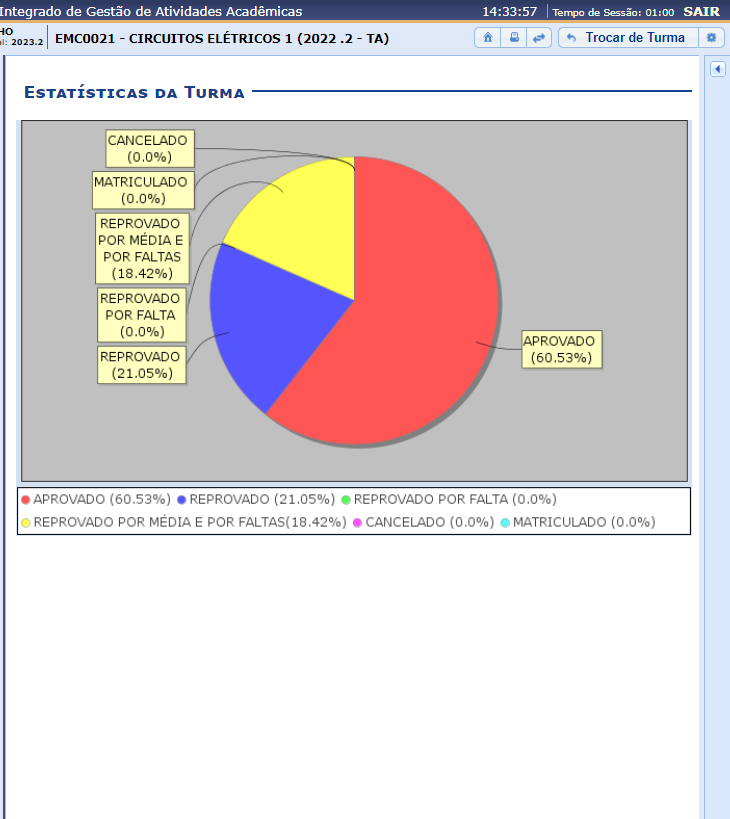 Integrado de Gestão de Atividades Acadêmicas 14:33:57 Tempo de Sessão: 01:00 SAIR
HO
el: 2023.2 EMC0021 - CIRCUITOS ELÉTRICOS 1 (2022 .2 - TA) Trocar de Turma
ESTATÍSTICAS DA TURMA
CANCELADO
(0.0%)
MATRICULADO
(0.0%)
REPROVADO
POR MÉDIA E
POR FALTAS
(18.42%)
REPROVADO
POR FALTA
(0.0%)
REPROVADO
(21.05%)
APROVADO
(60.53%)
APROVADO (60.53%) REPROVADO (21.05%) REPROVADO POR FALTA (0.0%)
REPROVADO POR MÉDIA E POR FALTAS(18.42%) CANCELADO (0.0%) MATRICULADO (0.0%)